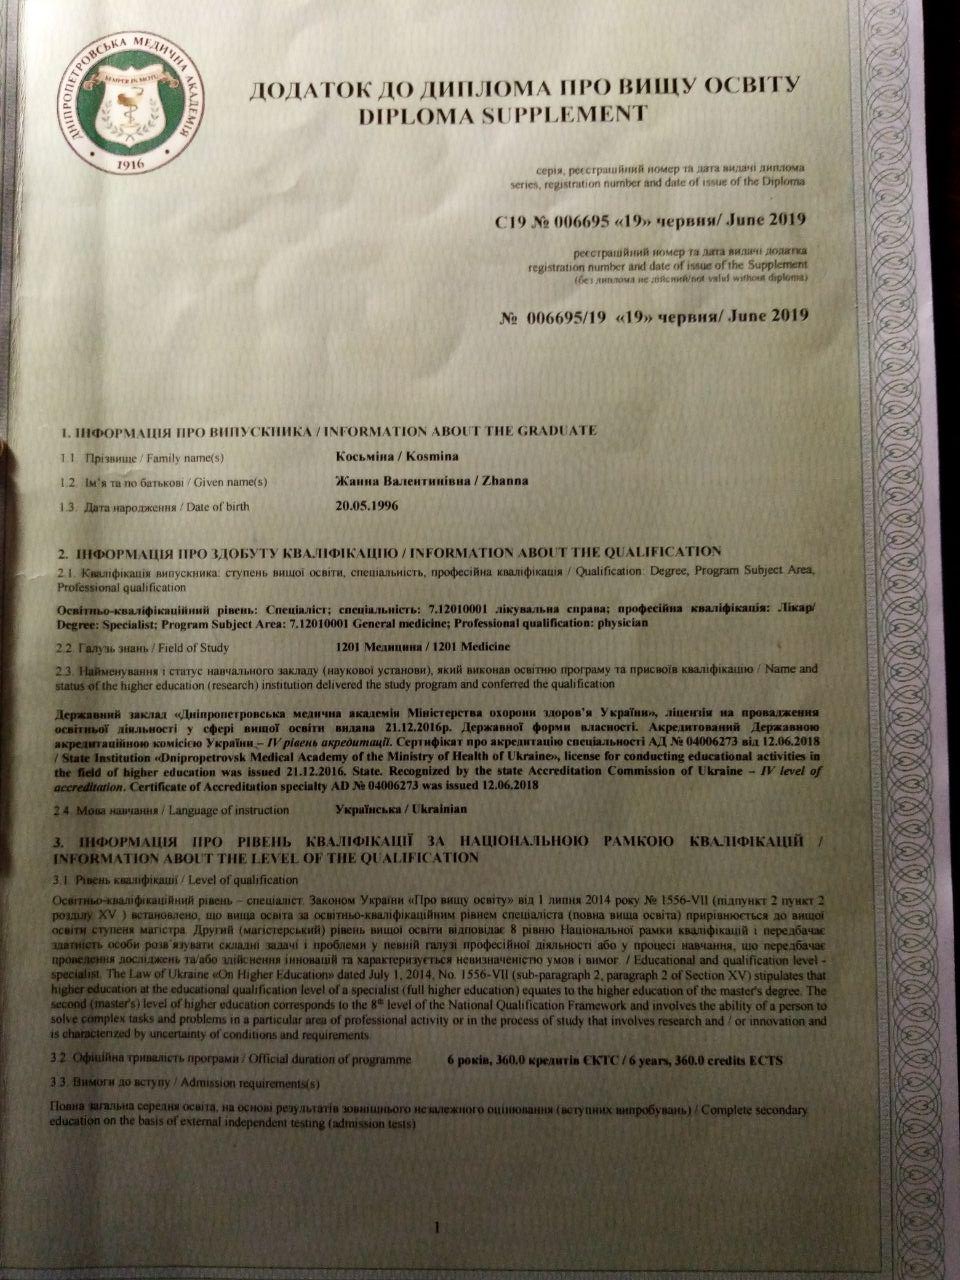 ДНІПРОПЕТРОВСЬКА МЕДИЧНА АКАДЕМІЯ
1916
ДОДАТОК ДО ДИПЛОМА ПРО ВИЩУ ОСВІТУ
DIPLOMA SUPPLEMENT
серія, реєстраційний номер та дата видачі диплома
series, registration number and date of issue of the Diploma
С19 № 006695 «19» червня/ June 2019
реєстраційний номер та дата видачі додатка
registration number and date of issue of the Supplement
(без диплома не дійсний/not valid without diploma)
№ 006695/19 «19» червня/ June 2019
1. ІНФОРМАЦІЯ ПРО ВИПУСКНИКА / INFORMATION ABOUT THE GRADUATE
1.1. Прізвище / Family name(s) Косьміна / Kosmina
1.2. Ім'я та по батькові / Given name(s) Жанна Валентинівна / Zhanna
1.3. Дата народження / Date of birth 20.05.1996
2. ІНФОРМАЦІЯ ПРО ЗДОБУТУ КВАЛІФІКАЦІЮ / INFORMATION ABOUT THE QUALIFICATION
2.1. Кваліфікація випускника: ступень вищої освіти, спеціальність, професійна кваліфікація / Qualification: Degree, Program Subject Area,
Professional qualification
Освітньо-кваліфікаційний рівень: Спеціаліст; спеціальність: 7.12010001 лікувальна справа; професійна кваліфікація: Лікар/
Degree: Specialist; Program Subject Area: 7.12010001 General medicine; Professional qualification: physician
2.2. Галузь знань / Field of Study 1201 Медицина / 1201 Medicine
2.3. Найменування і статус навчального закладу (наукової установи), який виконав освітню програму та присвоїв кваліфікацію / Name and
status of the higher education (research) institution delivered the study program and conferred the qualification
Державний заклад «Дніпропетровська медична академія Міністерства охорони здоров'я України», ліцензія на провадження
освітньої діяльності у сфері вищої освіти видана 21.12.2016р. Державної форми власності. Акредитований Державною
акредитаційною комісією України – IV рівень акредитації. Сертифікат про акредитацію спеціальності АД № 04006273 від 12.06.2018
/ State Institution «Dnipropetrovsk Medical Academy of the Ministry of Health of Ukraine», license for conducting educational activities in
the field of higher education was issued 21.12.2016. State. Recognized by the state Accreditation Commission of Ukraine – IV level of
accreditation. Certificate of Accreditation specialty AD № 04006273 was issued 12.06.2018
2.4. Мова навчання / Language of instruction Українська / Ukrainian
3. ІНФОРМАЦІЯ ПРО РІВЕНЬ КВАЛІФІКАЦІЇ ЗА НАЦІОНАЛЬНОЮ РАМКОЮ КВАЛІФІКАЦІЙ /
INFORMATION ABOUT THE LEVEL OF THE QUALIFICATION
3.1. Рівень кваліфікації / Level of qualification
Освітньо-кваліфікаційний рівень – спеціаліст. Законом України «Про вищу освіту» від 1 липня 2014 року № 1556-VII (підпункт 2 пункт 2
розділу XV ) встановлено, що вища освіта за освітньо-кваліфікаційним рівнем спеціаліста (повна вища освіта) прирівнюється до вищої
освіти ступеня магістра. Другий (магістерський) рівень вищої освіти відповідає 8 рівню Національної рамки кваліфікацій і передбачає
здатність особи розв'язувати складні задачі і проблеми у певній галузі професійної діяльності або у процесі навчання, що передбачає
проведення досліджень та/або здійснення інновацій та характеризується невизначеністю умов і вимог. / Educational and qualification level -
specialist. The Law of Ukraine «On Higher Education» dated July 1, 2014, No. 1556-VII (sub-paragraph 2, paragraph 2 of Section XV) stipulates that
higher education at the educational qualification level of a specialist (full higher education) equates to the higher education of the master's degree. The
second (master's) level of higher education corresponds to the 8th level of the National Qualification Framework and involves the ability of a person to
solve complex tasks and problems in a particular area of professional activity or in the process of study that involves research and / or innovation and
is characterized by uncertainty of conditions and requirements
3.2. Офіційна тривалість програми / Official duration of programme 6 років, 360.0 кредитів ЄКТС / 6 years, 360.0 credits ECTS
3.3. Вимоги до вступу / Admission requirements(s)
Повна загальна середня освіта, на основі результатів зовнішнього незалежного оцінювання (вступних випробувань) / Complete secondary
education on the basis of external independent testing (admission tests)
1